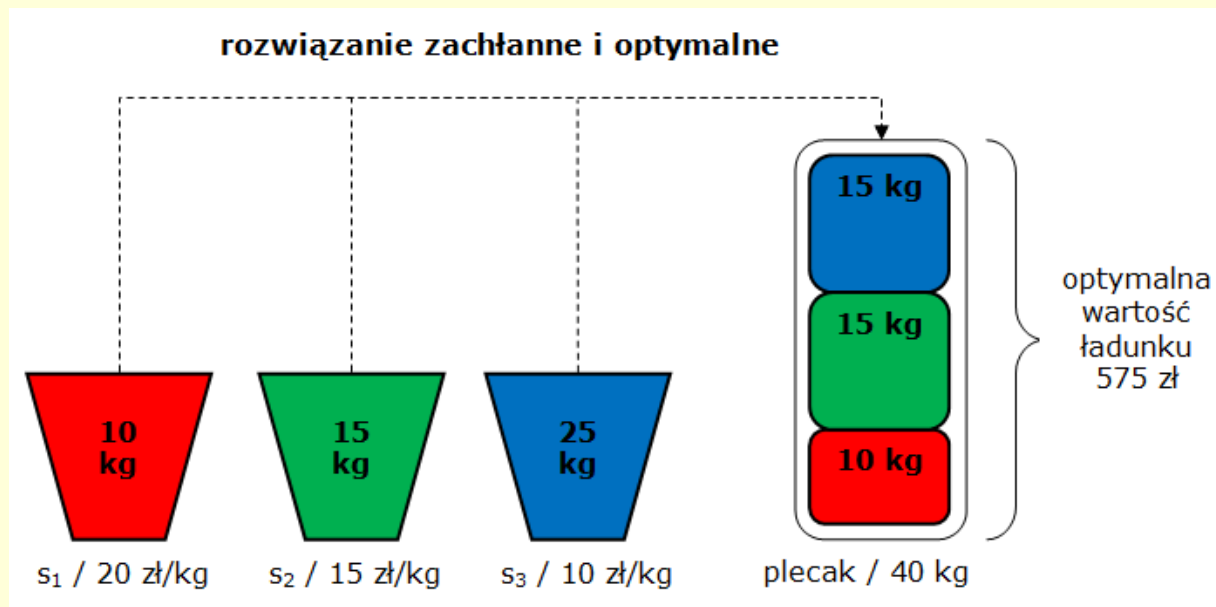 rozwiązanie zachłanne i optymalne
15 kg
15 kg
10 kg
optymalna
wartość
ładunku
575 zł
10
kg
15
kg
25
kg
s₁ / 20 zł/kg
s₂ / 15 zł/kg
s₃ / 10 zł/kg
plecak / 40 kg